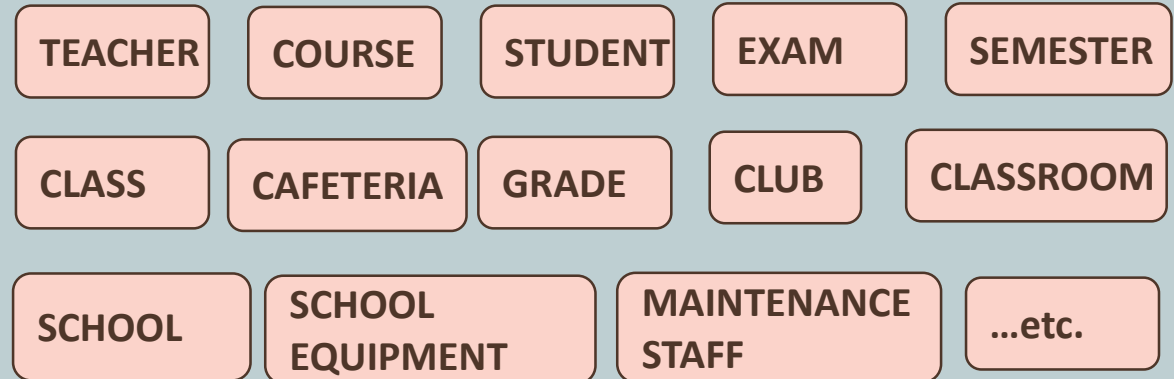 TEACHER
COURSE
STUDENT
EXAM
SEMESTER
CLASS
CAFETERIA
GRADE
CLUB
CLASSROOM
SCHOOL
SCHOOL
EQUIPMENT
MAINTENANCE
STAFF
...etc.